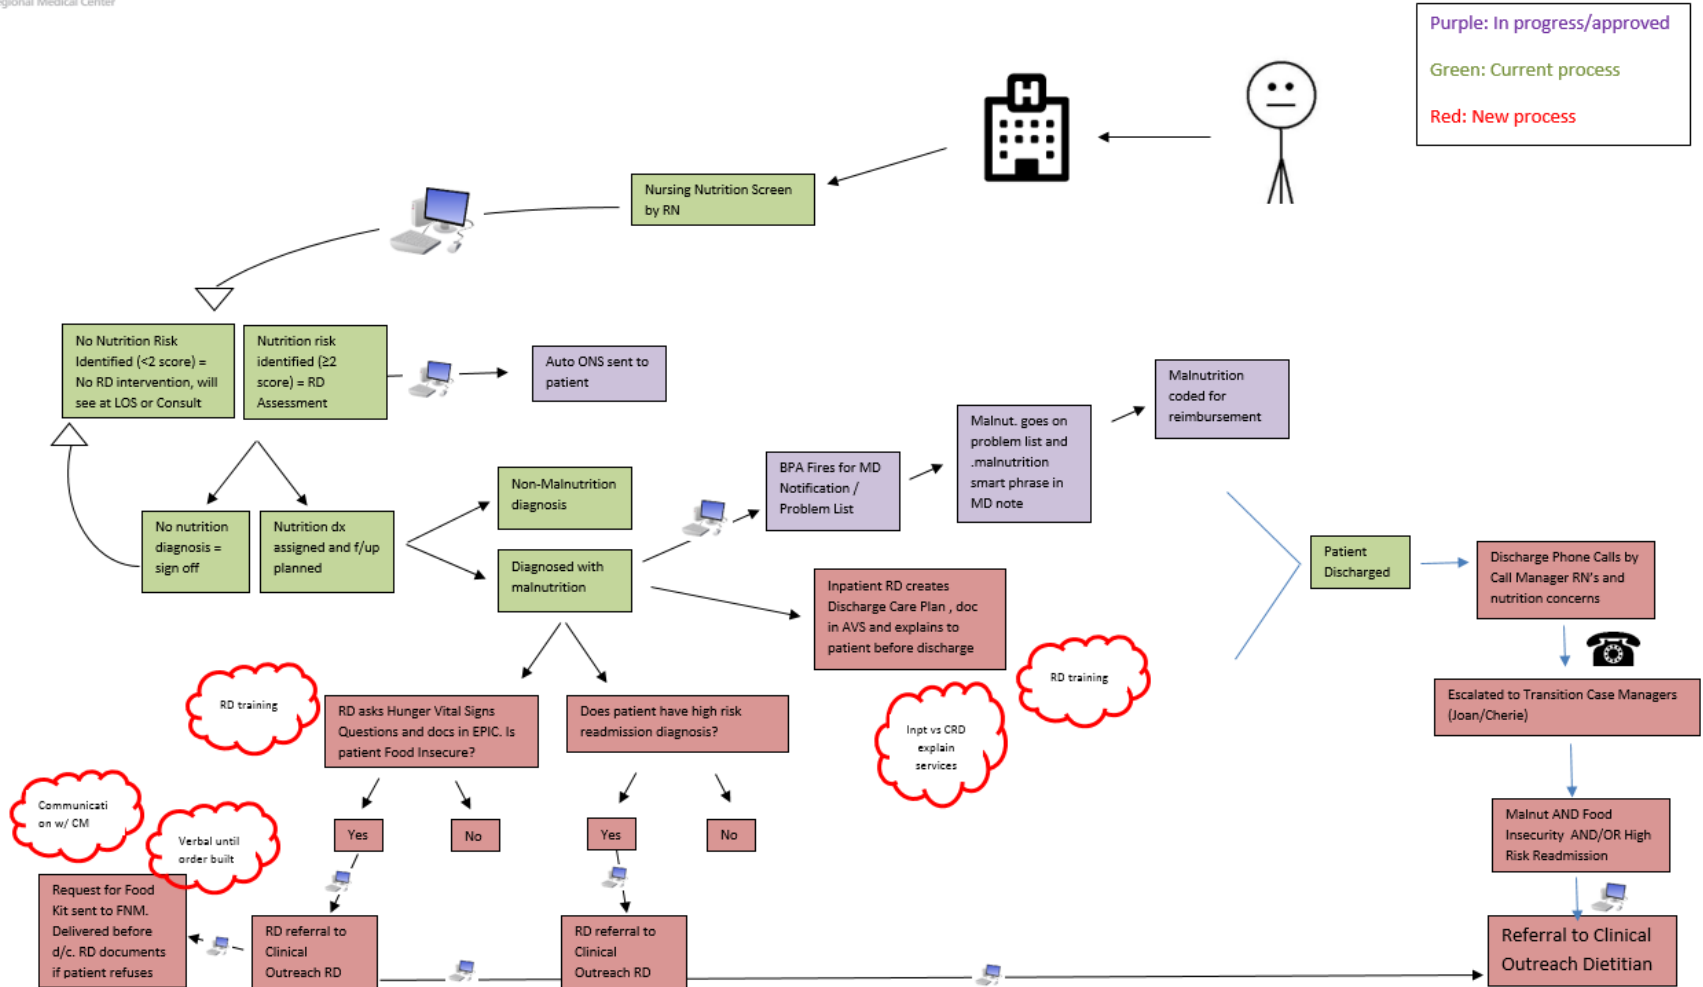 Regional Medical Center
Purple: In progress/approved
Green: Current process
Red: New process
H
Nursing Nutrition Screen
by RN
No Nutrition Risk
Identified (<2 score) =
No RD intervention, will
see at LOS or Consult
Nutrition risk
identified (≥2
score) = RD
Assessment
Auto ONS sent to
patient
Malnutrition
coded for
reimbursement
Malnut. goes on
problem list and
.malnutrition
smart phrase in
MD note
BPA Fires for MD
Notification /
Problem List
Non-Malnutrition
diagnosis
No nutrition
diagnosis =
sign off
Nutrition dx
assigned and f/up
planned
Diagnosed with
malnutrition
Patient
Discharged
Discharge Phone Calls by
Call Manager RN's and
nutrition concerns
Inpatient RD creates
Discharge Care Plan , doc
in AVS and explains to
patient before discharge
RD training
Inpt vs CRD
explain
services
Escalated to Transition Case Managers
(Joan/Cherie)
RD training
RD asks Hunger Vital Signs
Questions and docs in EPIC. Is
patient Food Insecure?
Does patient have high risk
readmission diagnosis?
Communicati
on w/ CM
Verbal until
order built
Yes
No
Yes
No
Malnut AND Food
Insecurity  AND/OR High
Risk Readmission
Request for Food
Kit sent to FNM.
Delivered before
d/c. RD documents
if patient refuses
RD referral to
Clinical
Outreach RD
RD referral to
Clinical
Outreach RD
Referral to Clinical
Outreach Dietitian